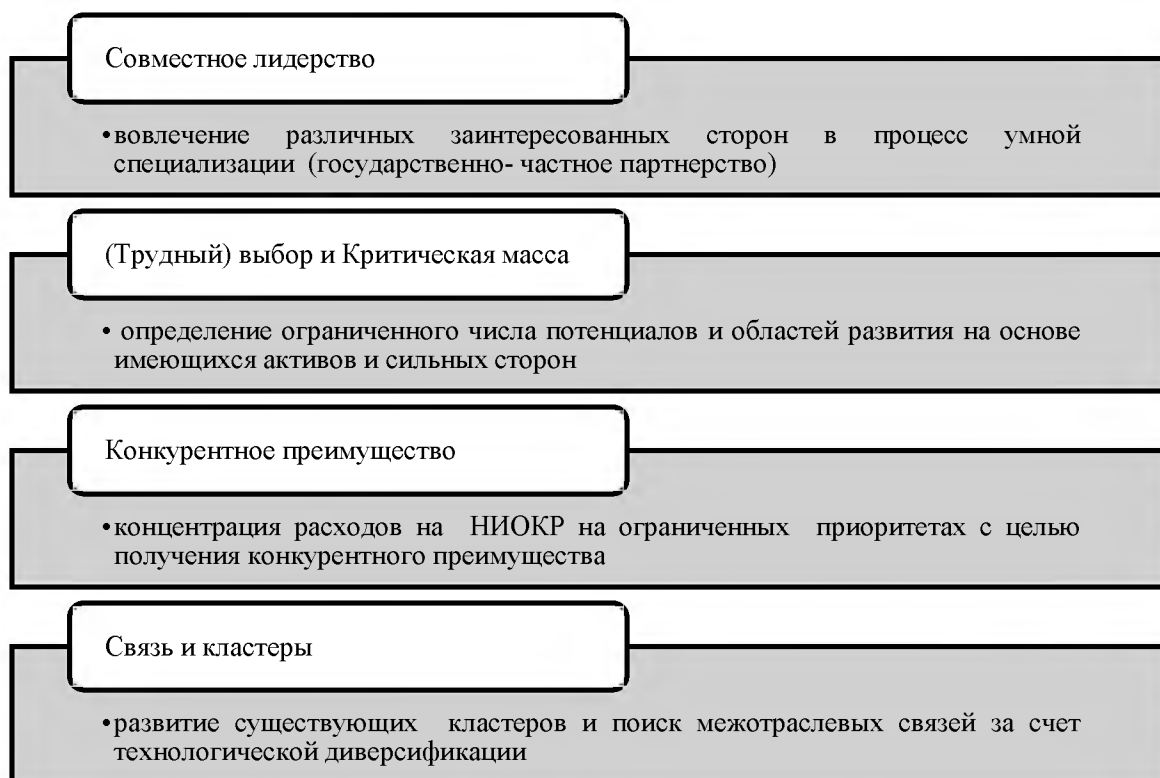 Совместное лидерство
•вовлечение различных заинтересованных сторон в процесс умной
специализации (государственно- частное партнерство)
(Трудный) выбор и Критическая масса
• определение ограниченного числа потенциалов и областей развития на основе
имеющихся активов и сильных сторон
Конкурентное преимущество
•концентрация расходов на НИОКР на ограниченных приоритетах с целью
получения конкурентного преимущества
Связь и кластеры
•развитие существующих кластеров и поиск межотраслевых связей за счет
технологической диверсификации